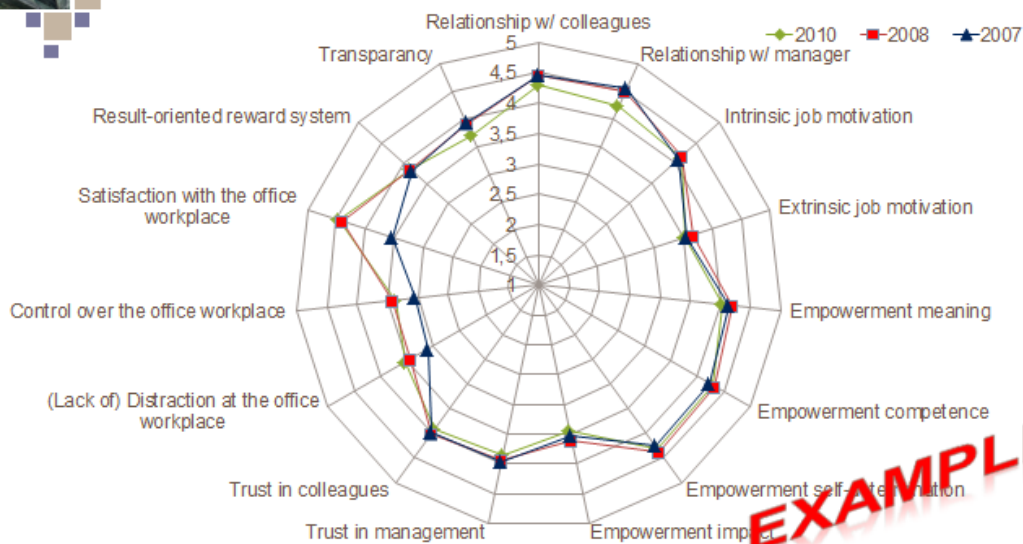 Relationship w/ colleagues
2010
2008
2007
Transparancy
Relationship w/ manager
Result-oriented reward system
Intrinsic job motivation
Satisfaction with the office
workplace
Extrinsic job motivation
Control over the office workplace
Empowerment meaning
(Lack of) Distraction at the office
workplace
Empowerment competence
Trust in colleagues
Empowerment self-determination
Trust in management
Empowerment impact
5
4,5
4
3,5
3
2,5
2
1,5
1
EXAMPL